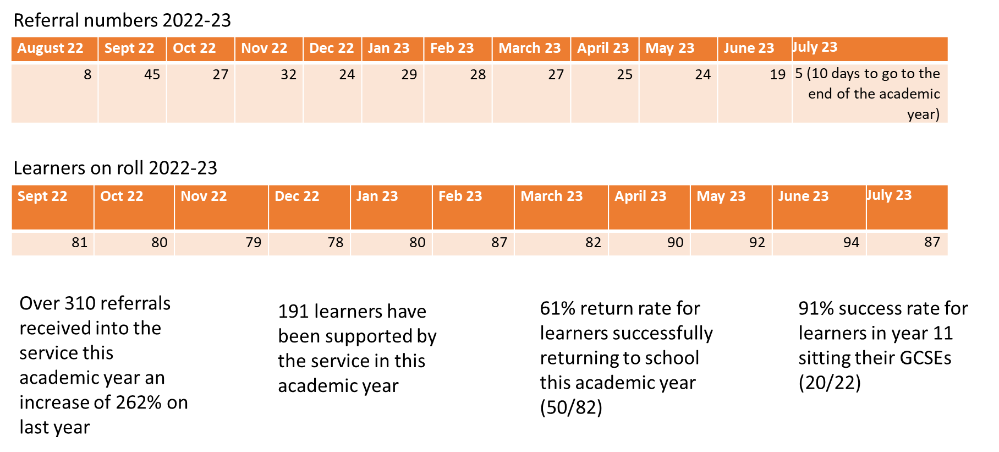 Referral numbers 2022-23
August 22 Sept 22 Oct 22 Nov 22 Dec 22 Jan 23 Feb 23 March 23 April 23 May 23 June 23 July 23
8 45 27 32 24 29 28 27 25 24 19 5 (10 days to go to the
end of the academic
year)
Learners on roll 2022-23
Sept 22 Oct 22 Nov 22 Dec 22 Jan 23 Feb 23 March 23 April 23 May 23 June 23 July 23
81 80 79 78 80 87 82 90 92 94 87
Over 310 referrals
received into the
service this
academic year an
increase of 262% on
last year
191 learners have
been supported by
the service in this
academic year
61% return rate for
learners successfully
returning to school
this academic year
(50/82)
91% success rate for
learners in year 11
sitting their GCSEs
(20/22)